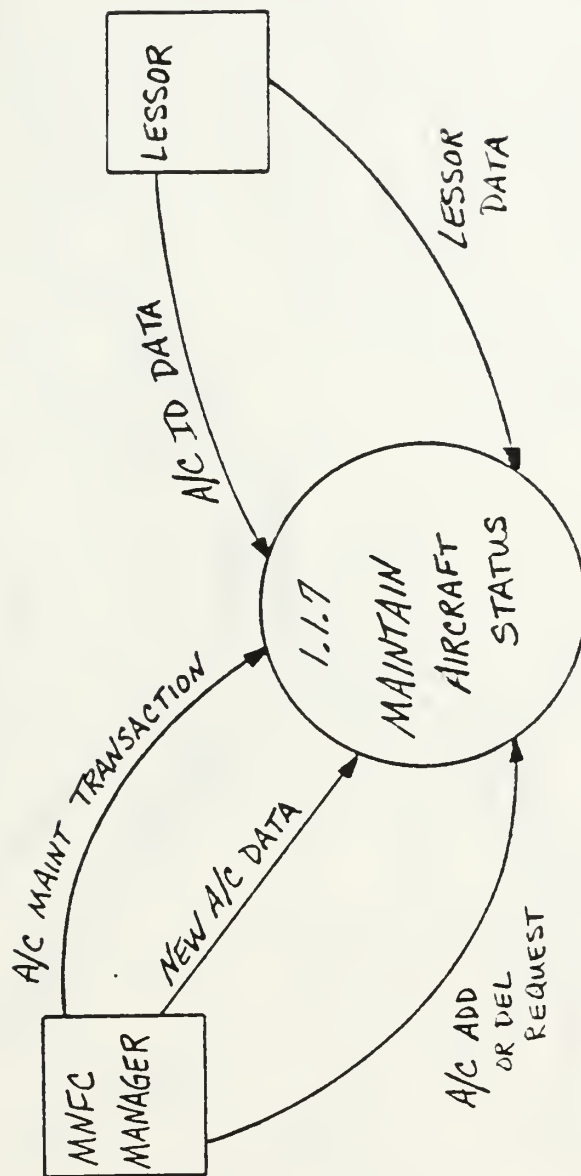 MNFC
MANAGER
A/C MAINT TRANSACTION
NEW A/C DATA
A/C ADD
OR DEL
REQUEST
1.1.7
MAINTAIN
AIRCRAFT
STATUS
A/C ID DATA
LESSOR
DATA
LESSOR